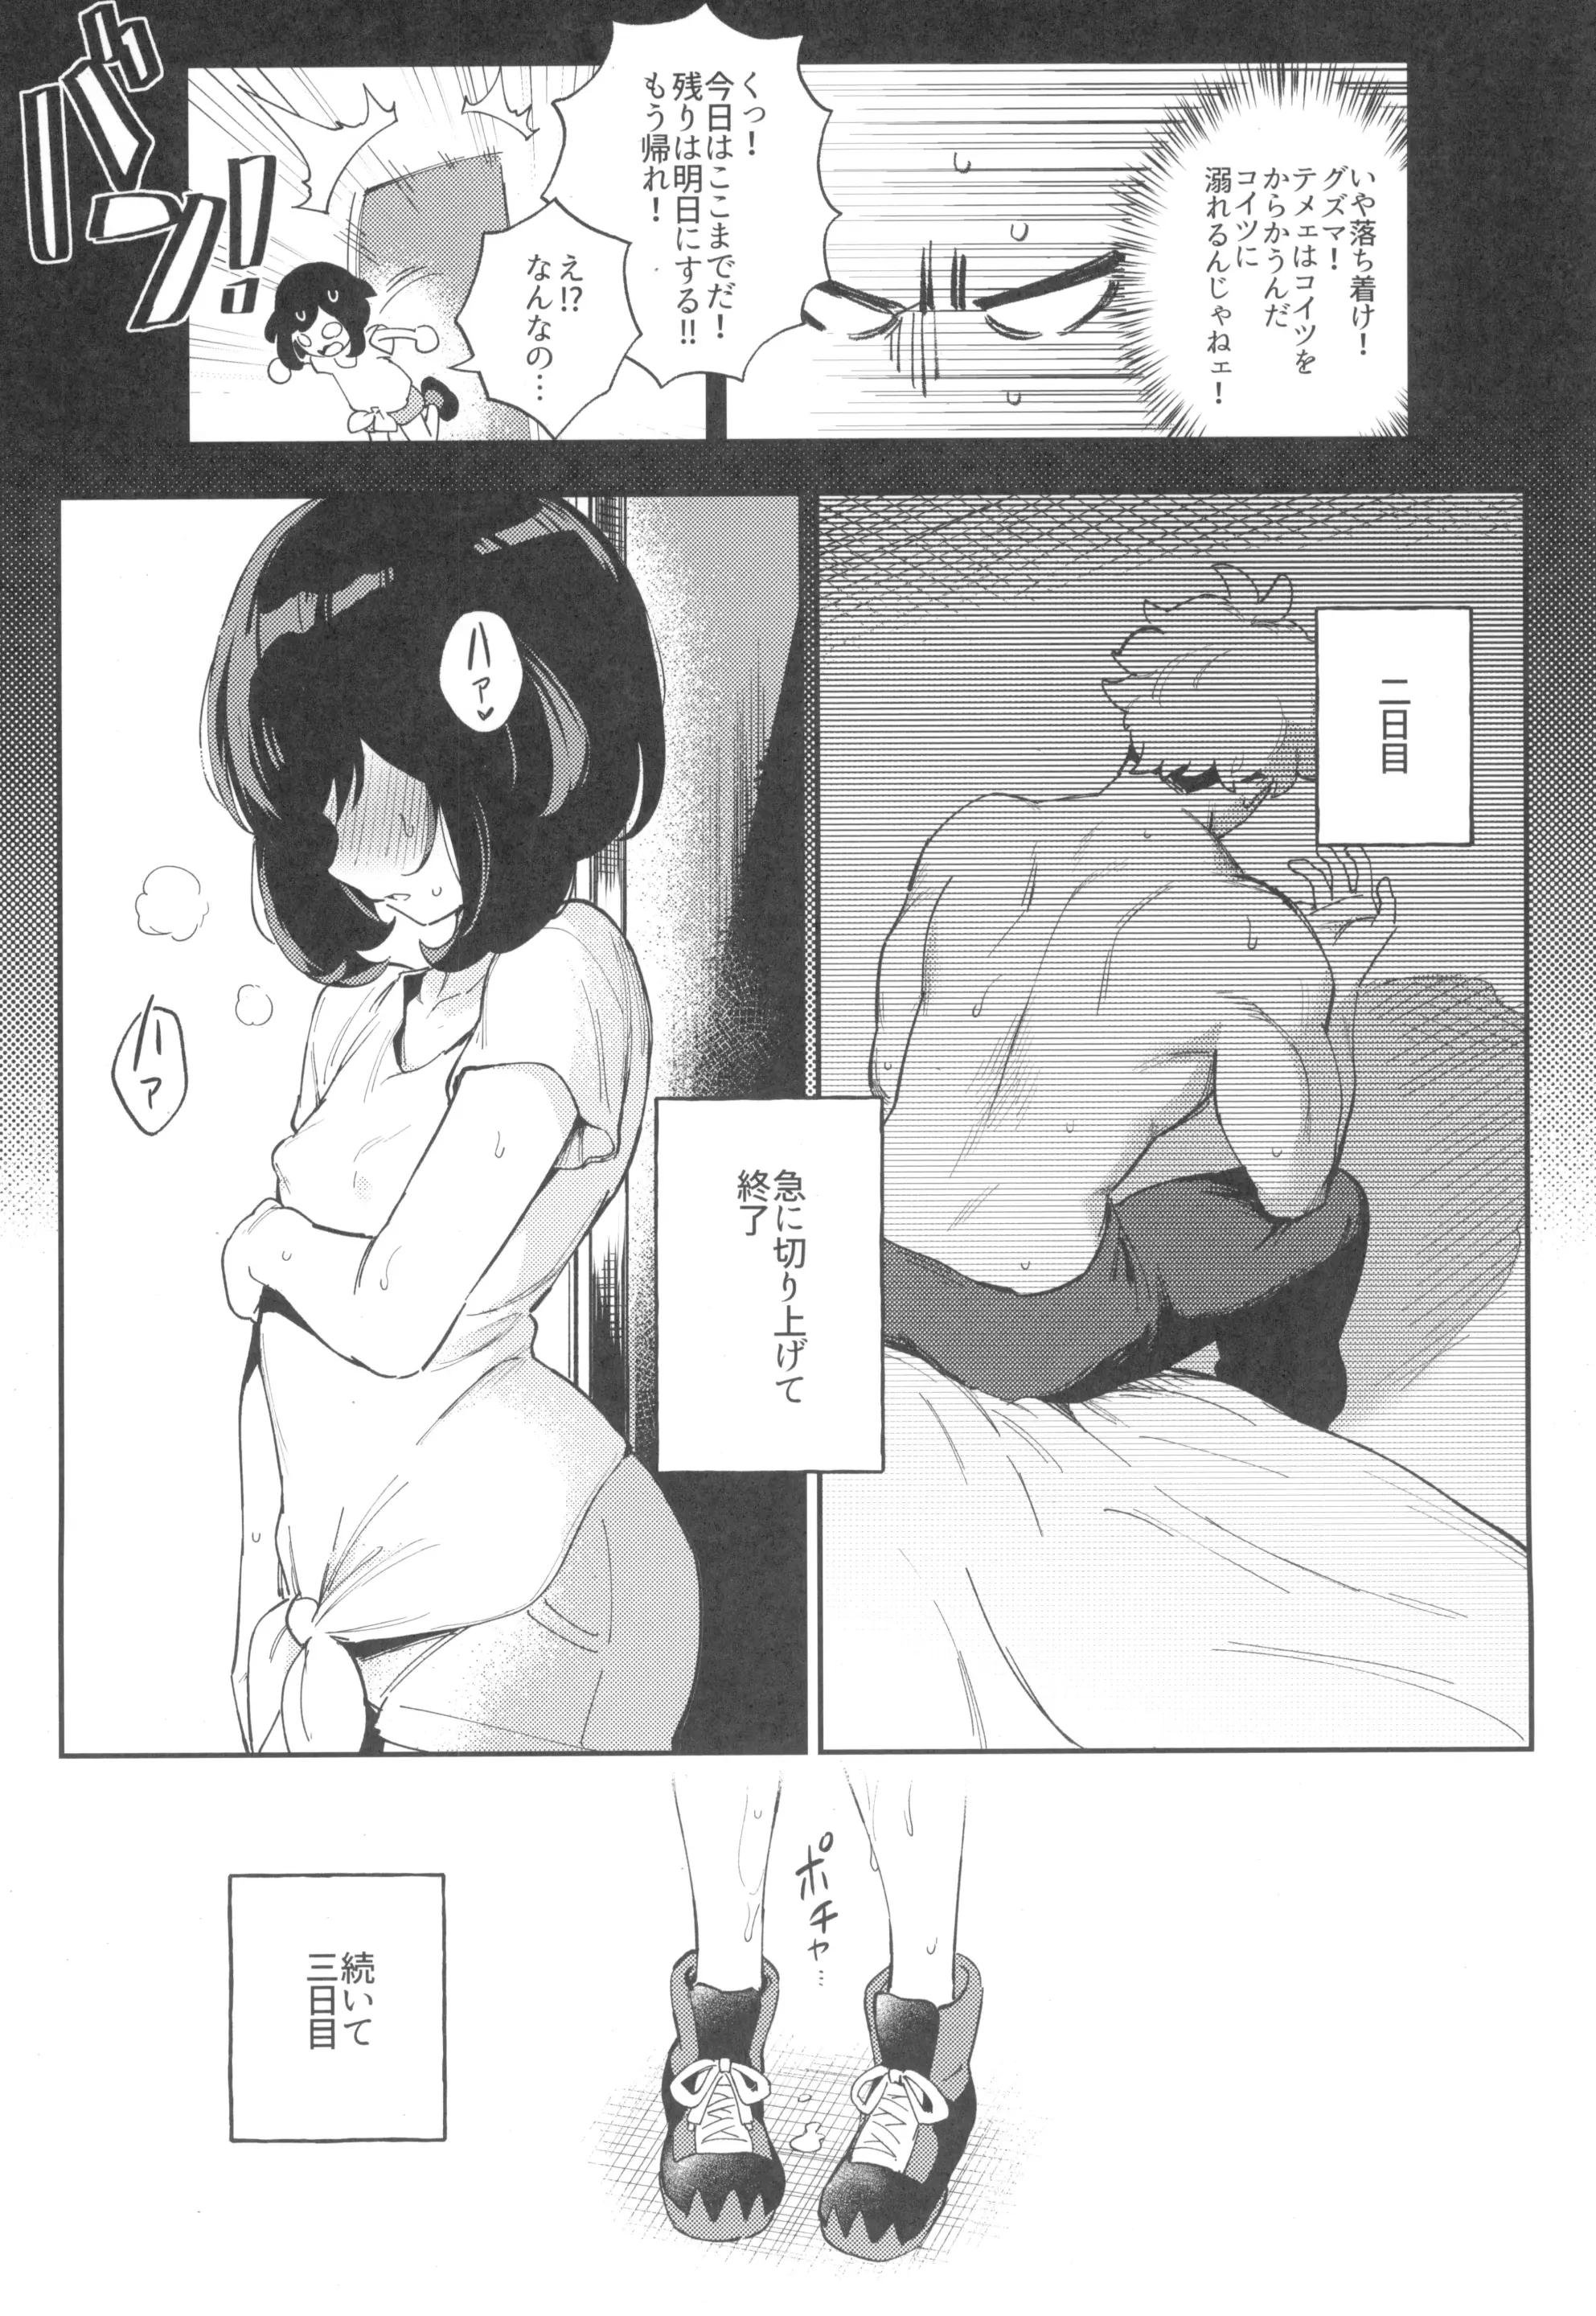 いや落ち着け！
グズマ！
テメェはコイツを
からかうんだ
コイツに
溺れるんじゃねェ！
くっ！
今日はここまでだ！
残りは明日にする!!
もう帰れ！
え!?
なんなの…
バタンッ！
二日目
急に切り上げて
終了
ハァ♥
ハァ
ポチャ…
続いて
三日目